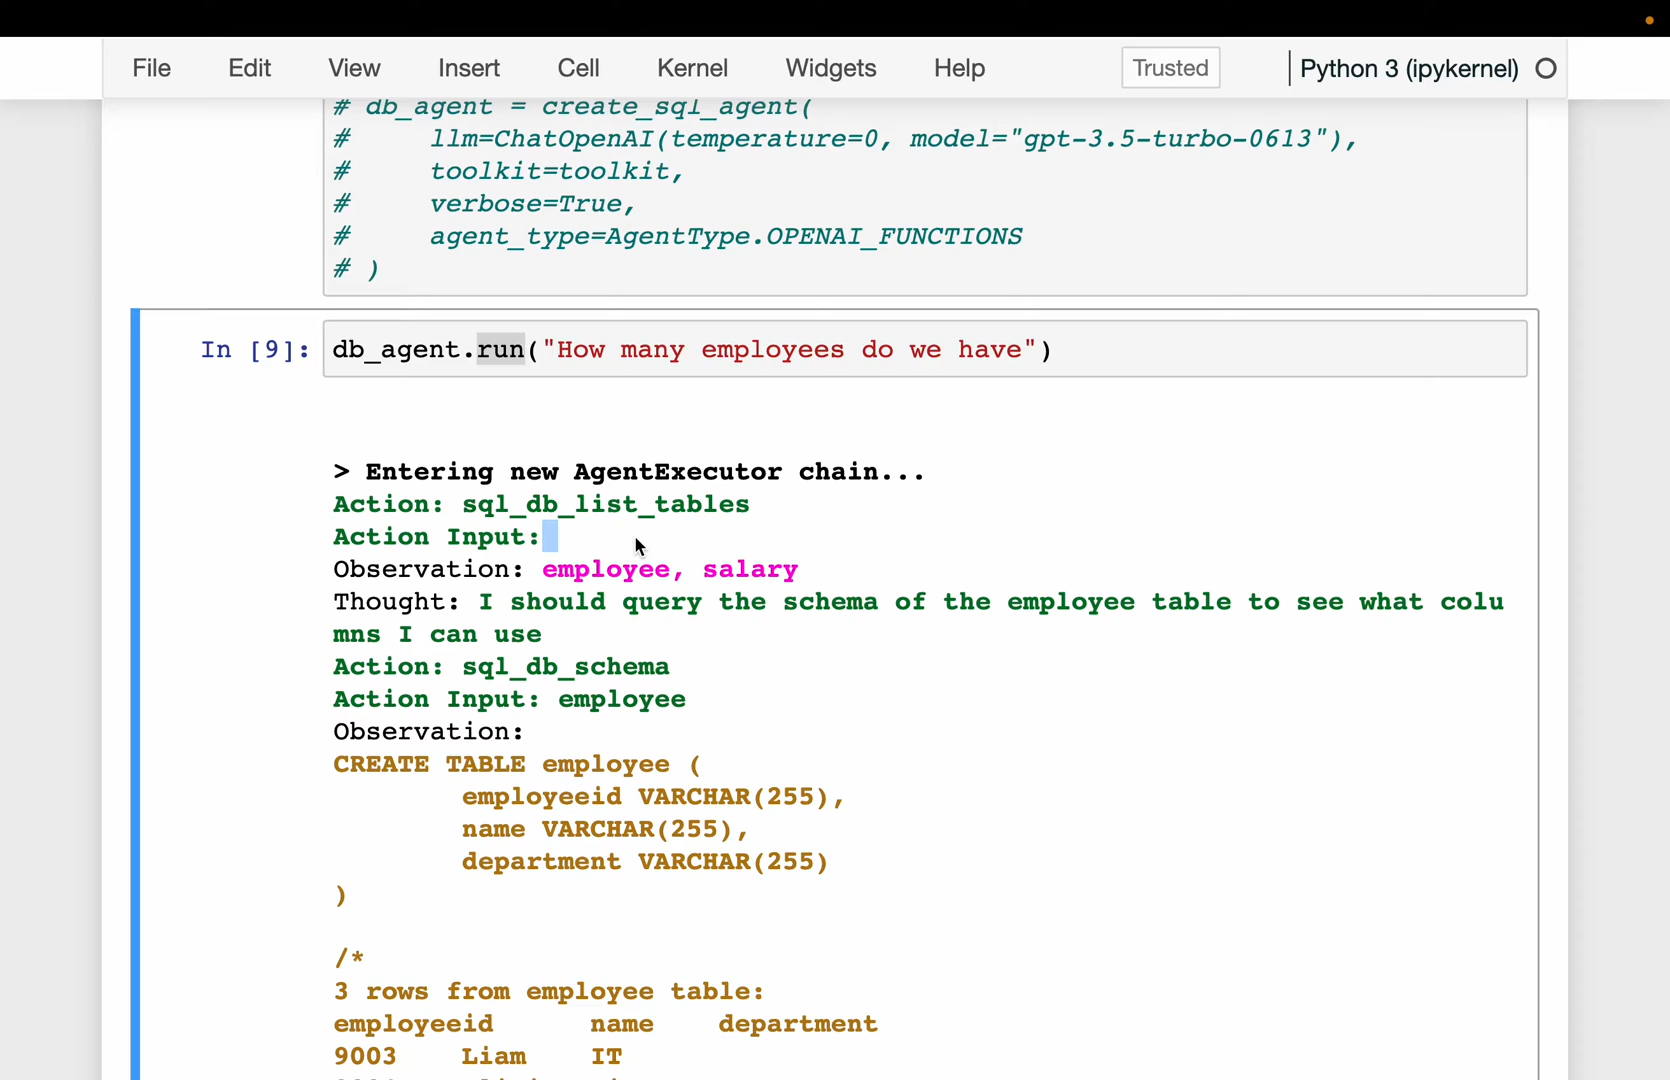 File Edit View Insert Cell Kernel Widgets Help Trusted Python 3 (ipykernel)
# db_agent = create_sql_agent(
#     llm=ChatOpenAI(temperature=0, model="gpt-3.5-turbo-0613"),
#     toolkit=toolkit,
#     verbose=True,
#     agent_type=AgentType.OPENAI_FUNCTIONS
# )
In [9]: db_agent.run("How many employees do we have")
> Entering new AgentExecutor chain...
Action: sql_db_list_tables
Action Input:
Observation: employee, salary
Thought: I should query the schema of the employee table to see what colu
mns I can use
Action: sql_db_schema
Action Input: employee
Observation:
CREATE TABLE employee (
        employeeid VARCHAR(255),
        name VARCHAR(255),
        department VARCHAR(255)
)
/*
3 rows from employee table:
employeeid      name    department
9003    Liam    IT